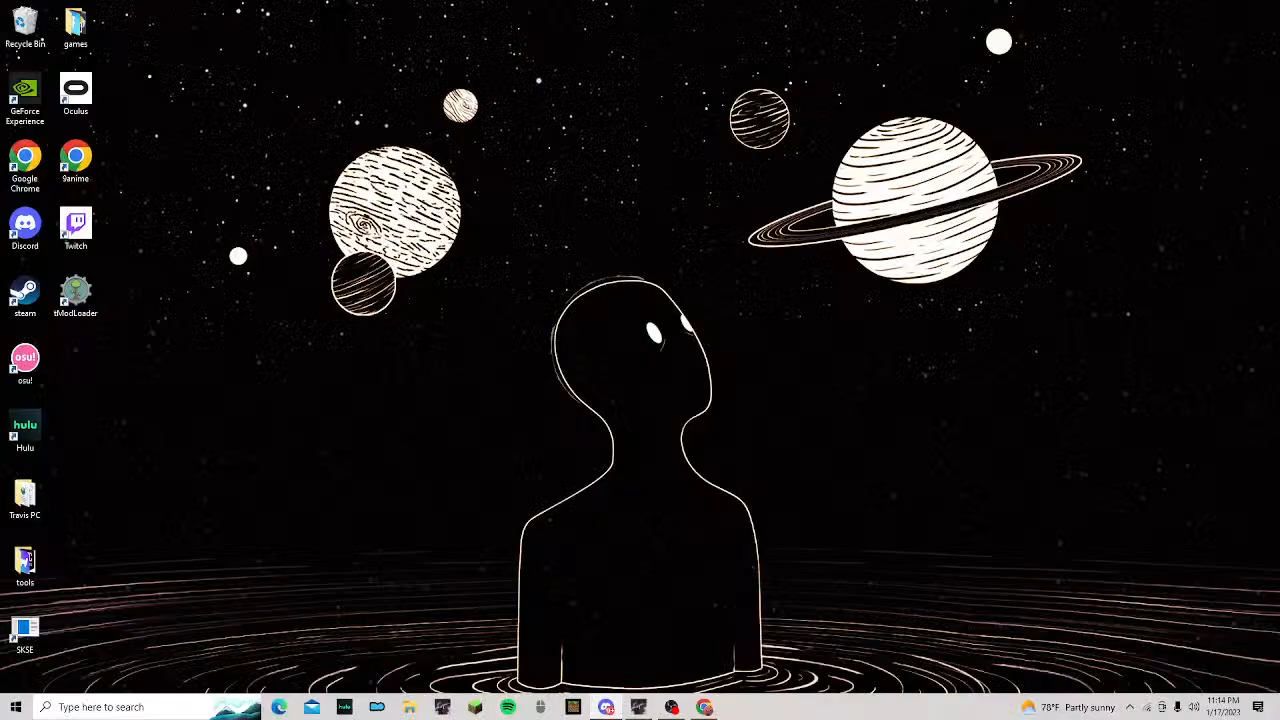 Recycle Bin
games
GeForce
Experience
Oculus
Google
Chrome
9anime
Discord
Twitch
steam
tModLoader
osu!
osu!
hulu
Hulu
Travis PC
tools
SKSE
Type here to search
hulu
78°F Partly sunny
11:14 PM
1/17/2023